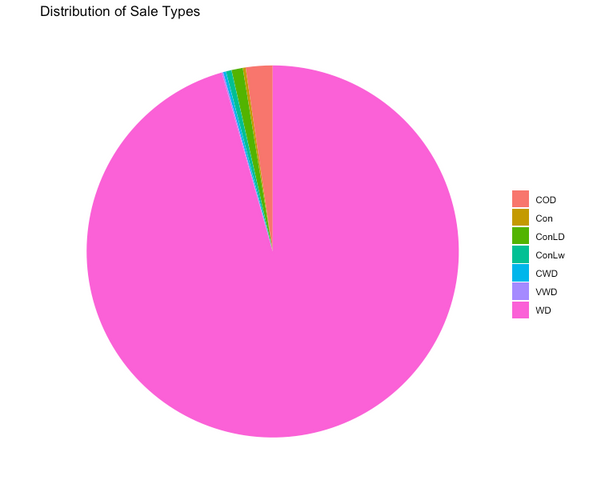 Distribution of Sale Types
COD
Con
ConLD
ConLw
CWD
VWD
WD